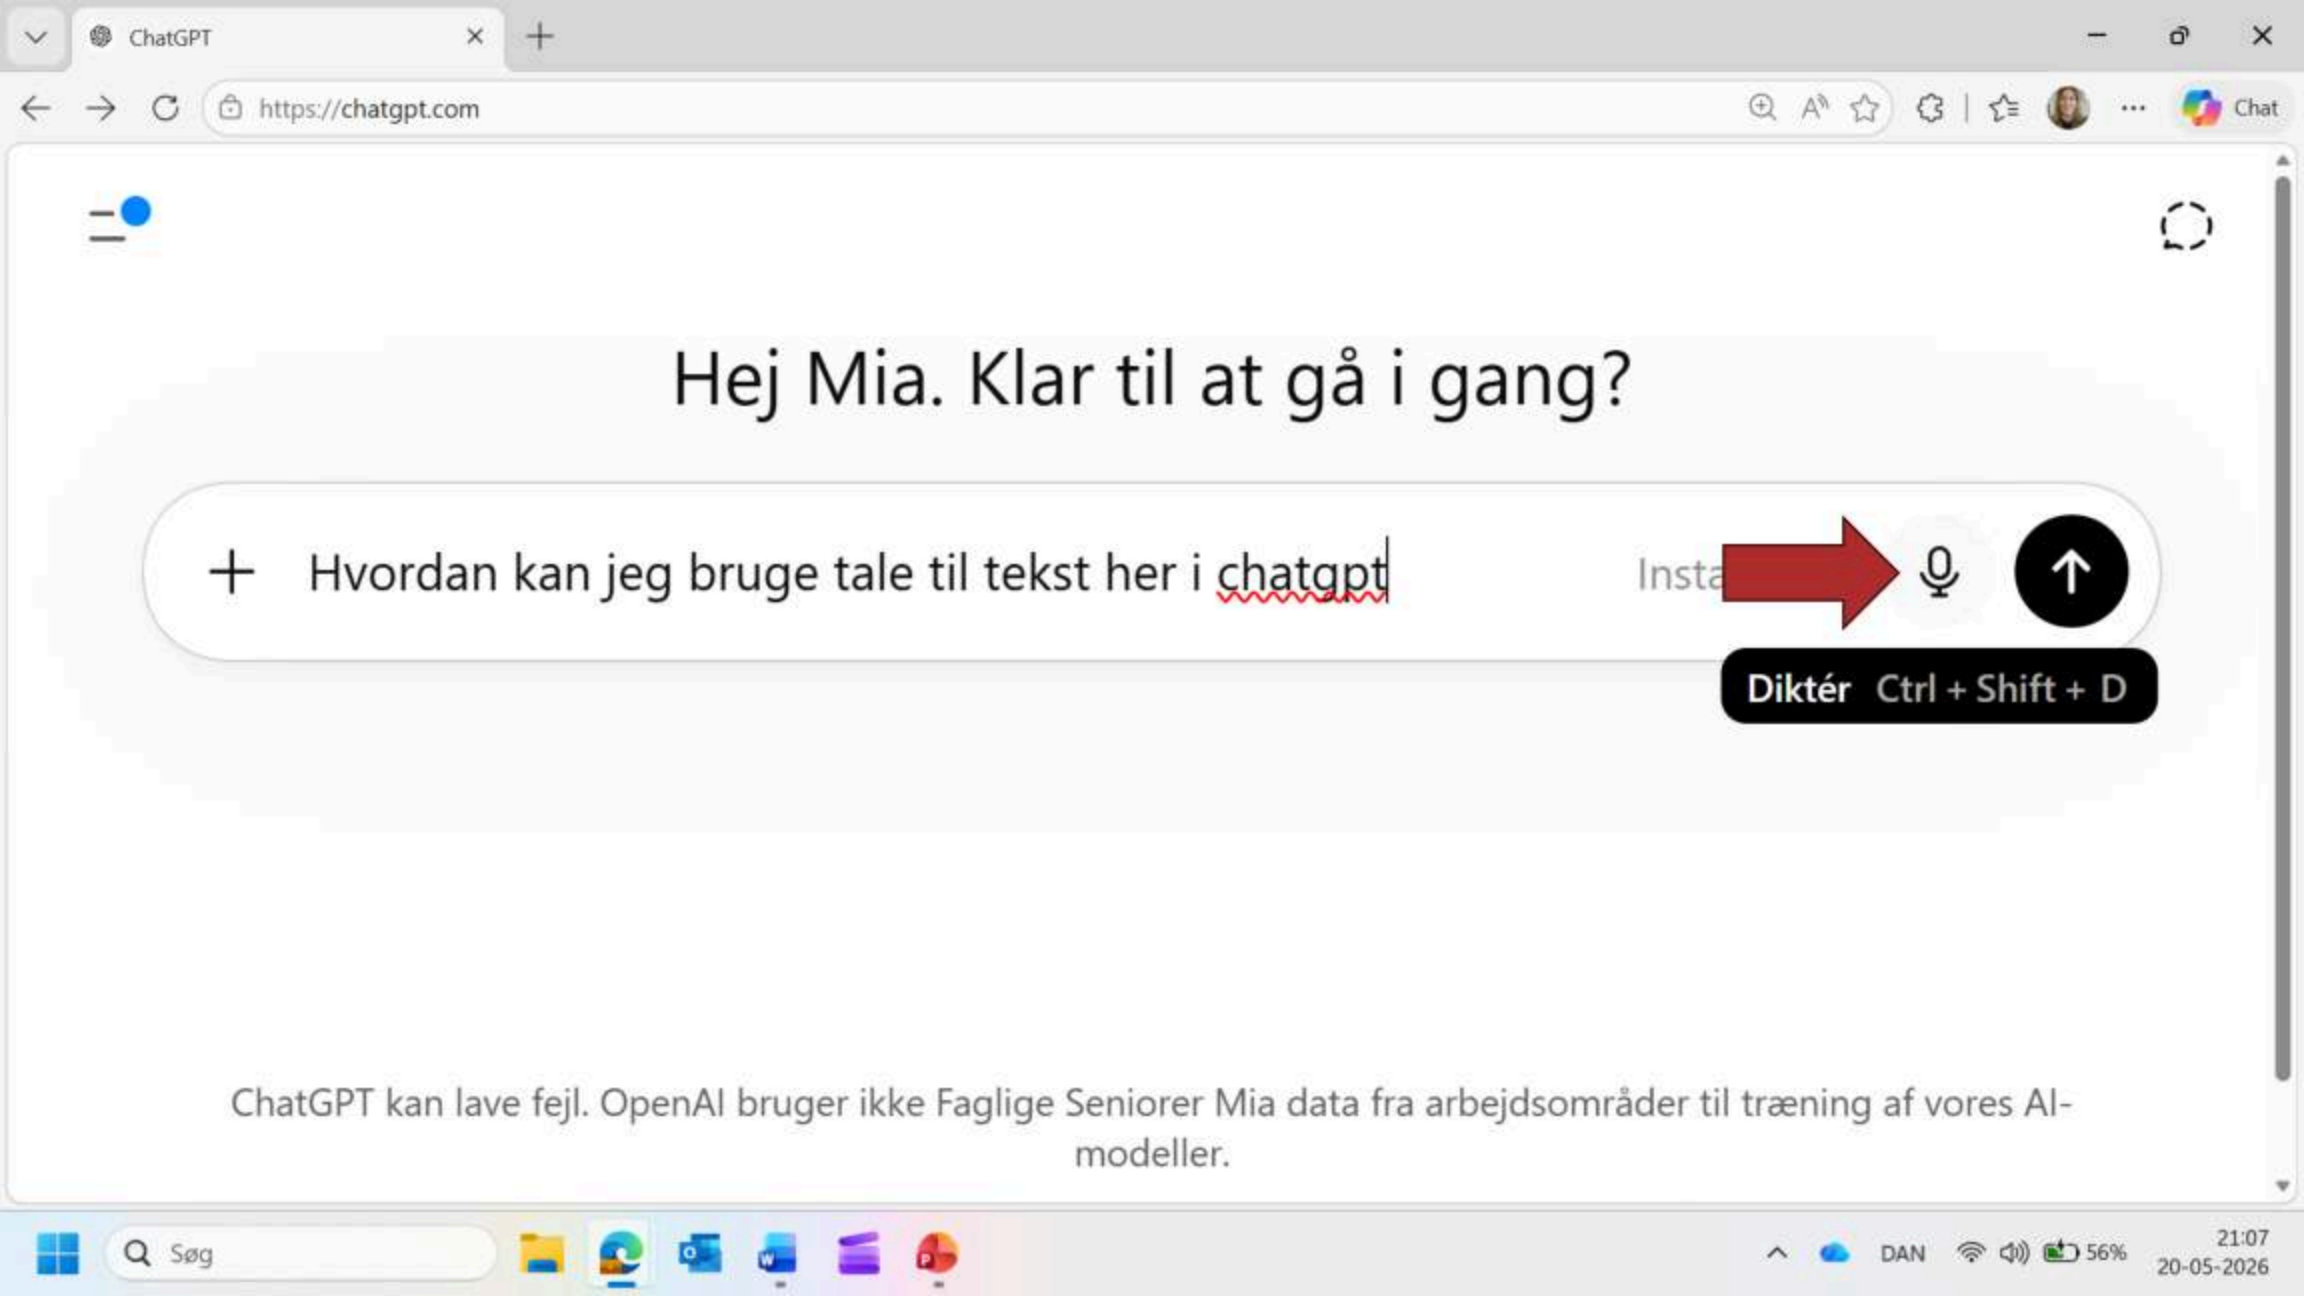 ChatGPT
https://chatgpt.com
Chat
Hej Mia. Klar til at gå i gang?
Hvordan kan jeg bruge tale til tekst her i chatgpt
Diktér Ctrl + Shift + D
ChatGPT kan lave fejl. OpenAI bruger ikke Faglige Seniorer Mia data fra arbejdsområder til træning af vores AI-
modeller.
Søg
DAN
56%
21:07
20-05-2026